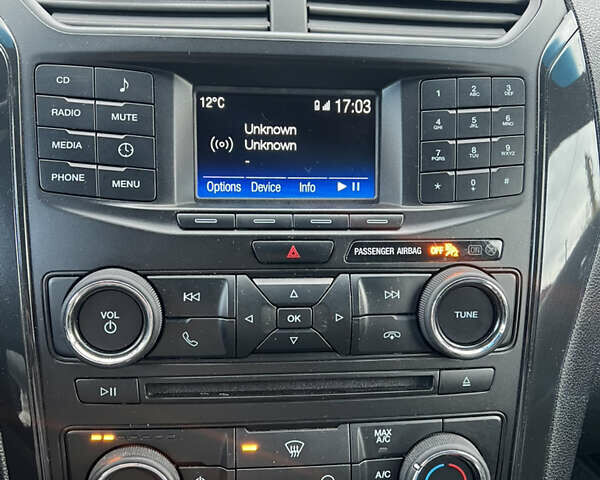 CD
RADIO
MUTE
MEDIA
PHONE
MENU
12°C
17:03
Unknown
Unknown
-
Options Device Info
1 2 ABC 3 DEF
4 GHI 5 JKL 6 MNO
7 PQRS 8 TUV 9 WXYZ
* 0 #
PASSENGER AIRBAG OFF ON
VOL
OK
TUNE
MAX A/C
A/C